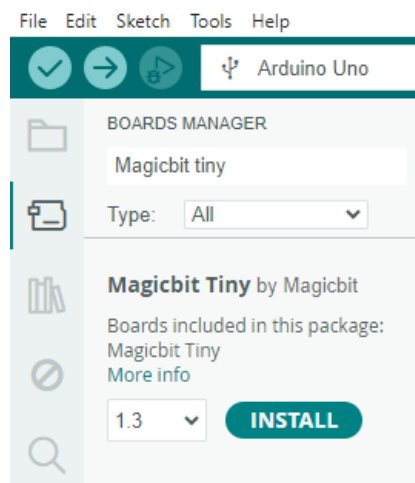 File Edit Sketch Tools Help
Arduino Uno
BOARDS MANAGER
Magicbit tiny
Type: All
Magicbit Tiny by Magicbit
Boards included in this package:
Magicbit Tiny
More info
1.3 INSTALL